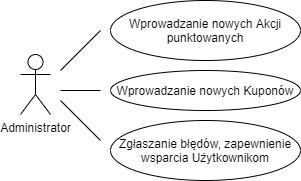 Wprowadzanie nowych Akcji
punktowanych
Wprowadzanie nowych Kuponów
Administrator
Zgłaszanie błędów, zapewnienie
wsparcia Użytkownikom